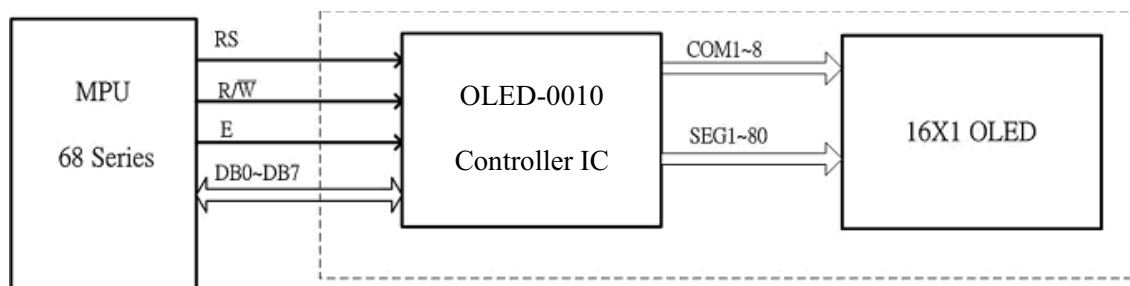 MPU
68 Series
RS
R/W̅
E
DB0~DB7
OLED-0010
Controller IC
COM1~8
SEG1~80
16X1 OLED